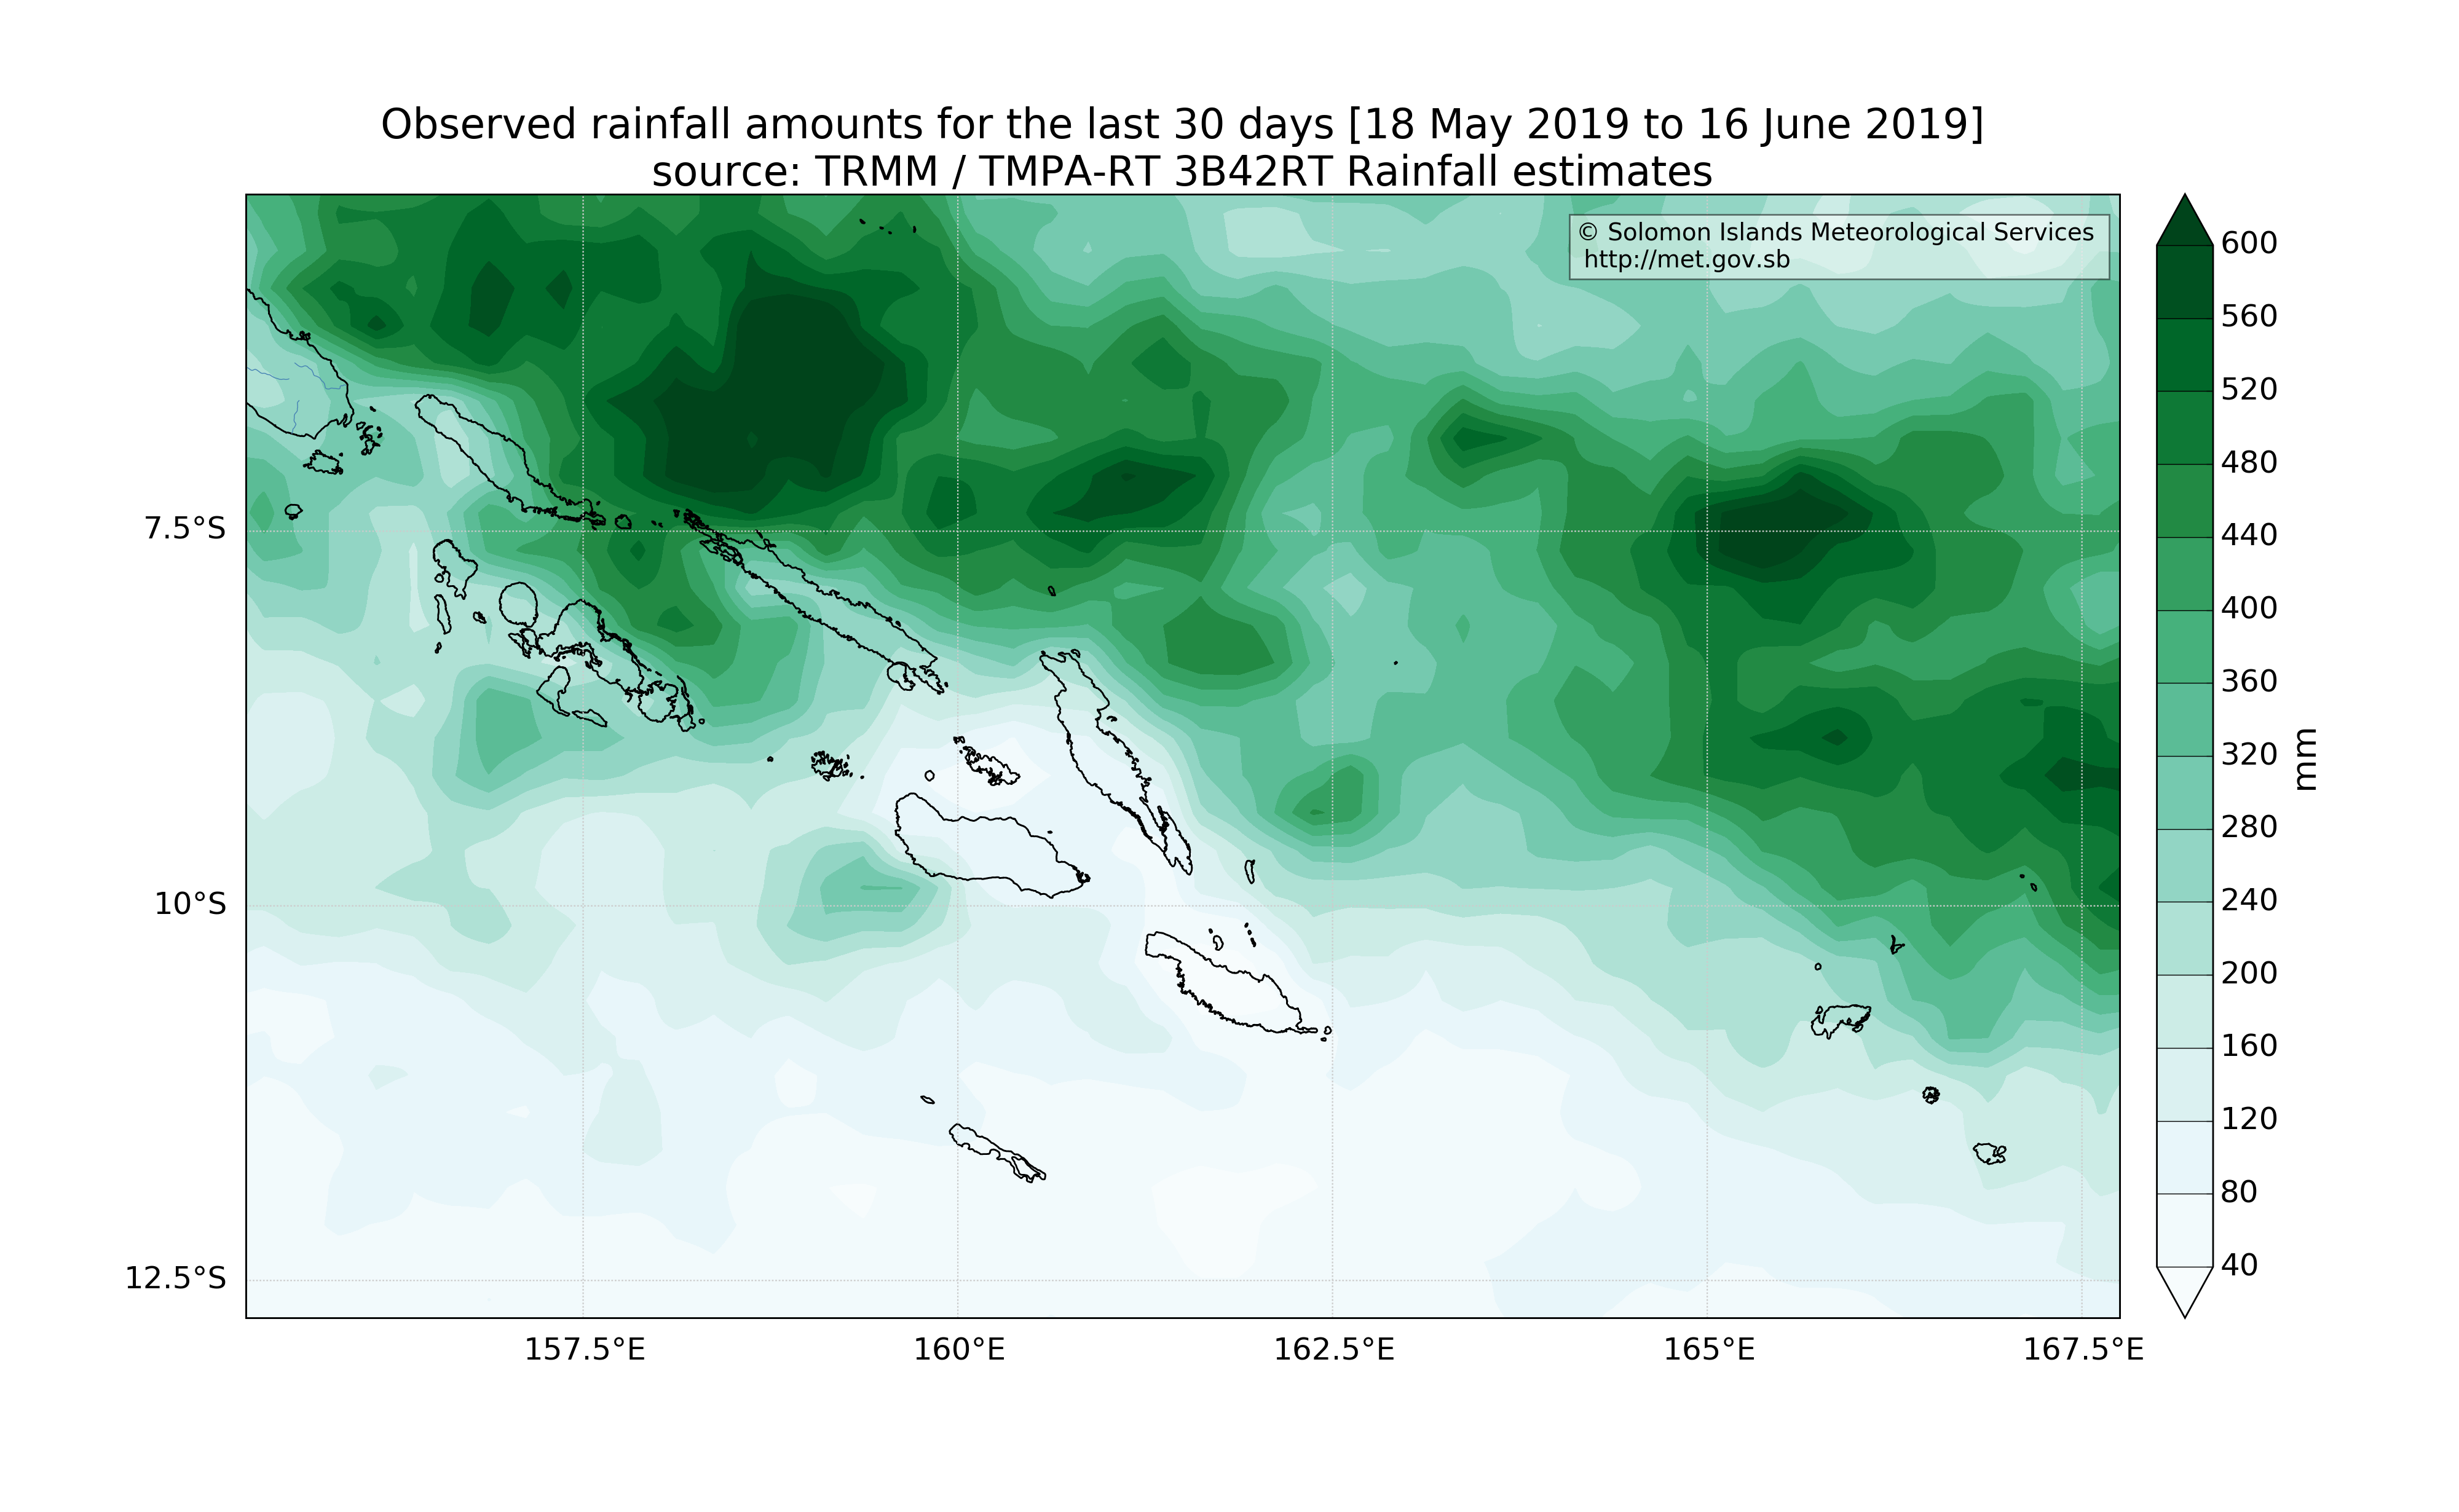 Observed rainfall amounts for the last 30 days [18 May 2019 to 16 June 2019]
source: TRMM / TMPA-RT 3B42RT Rainfall estimates
© Solomon Islands Meteorological Services
http://met.gov.sb
7.5°S
10°S
12.5°S
157.5°E
160°E
162.5°E
165°E
167.5°E
600
560
520
480
440
400
360
320
280
240
200
160
120
80
40
mm